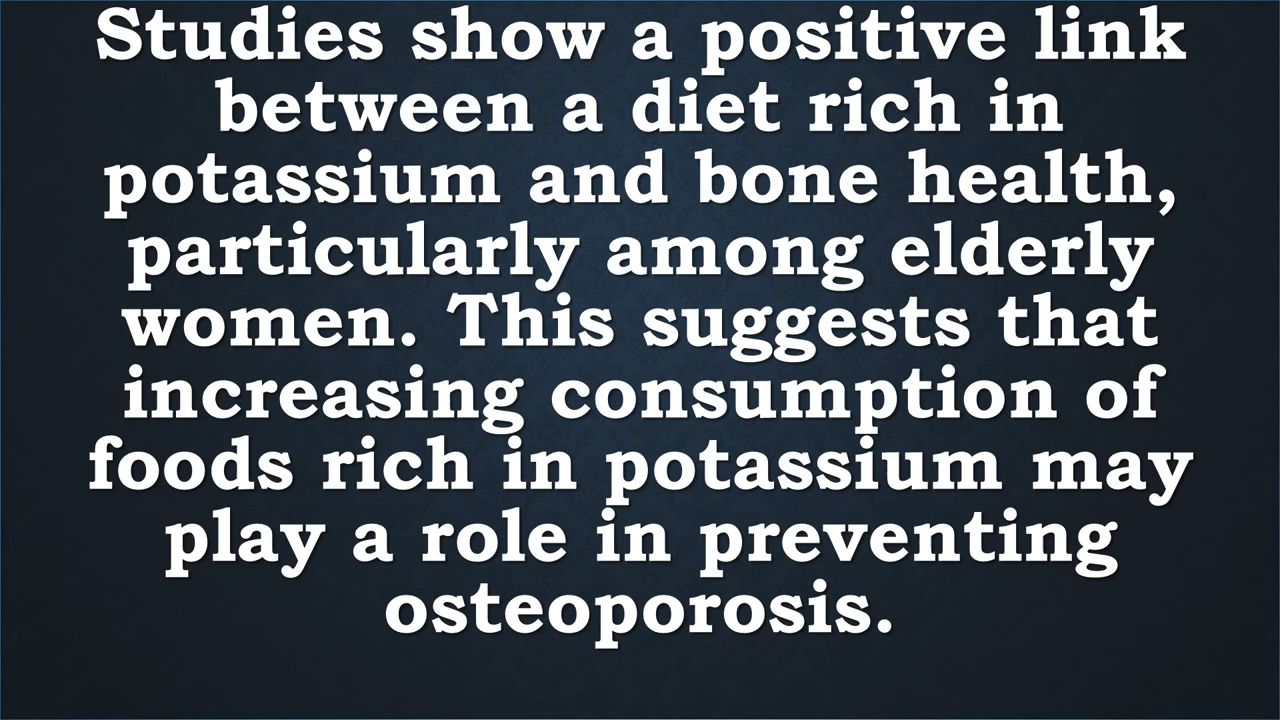 Studies show a positive link
between a diet rich in
potassium and bone health,
particularly among elderly
women. This suggests that
increasing consumption of
foods rich in potassium may
play a role in preventing
osteoporosis.